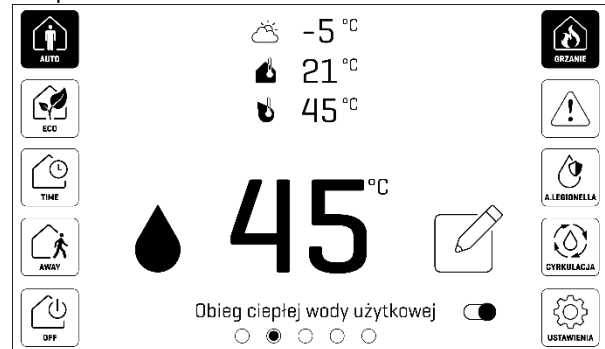 AUTO
ECO
TIME
AWAY
OFF
-5 °C
21 °C
45 °C
45 °C
Obieg ciepłej wody użytkowej
GRZANIE
A.LEGIONELLA
CYRKULACJA
USTAWIENIA